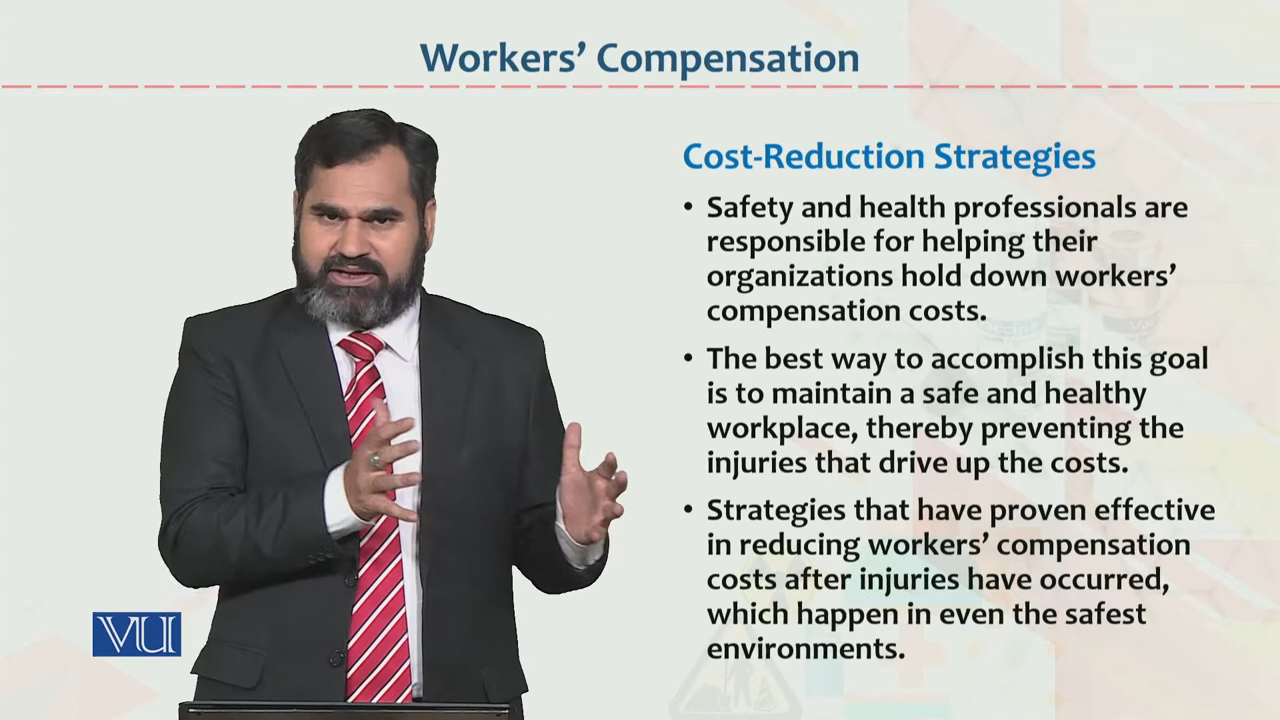 Workers’ Compensation
Cost-Reduction Strategies
• Safety and health professionals are
responsible for helping their
organizations hold down workers’
compensation costs.
• The best way to accomplish this goal
is to maintain a safe and healthy
workplace, thereby preventing the
injuries that drive up the costs.
• Strategies that have proven effective
in reducing workers’ compensation
costs after injuries have occurred,
which happen in even the safest
environments.
VU